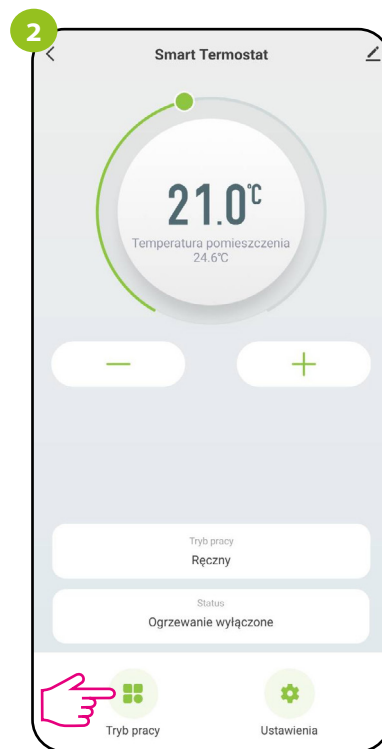 2
Smart Termostat
21.0°C
Temperatura pomieszczenia
24.6°C
Tryb pracy
Ręczny
Status
Ogrzewanie wyłączone
Tryb pracy
Ustawienia